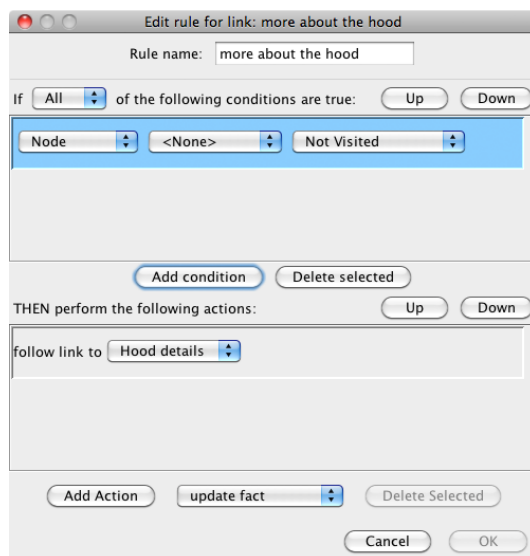 Edit rule for link: more about the hood
Rule name: more about the hood
If All of the following conditions are true: Up Down
Node <None> Not Visited
Add condition Delete selected
THEN perform the following actions: Up Down
follow link to Hood details
Add Action update fact Delete Selected
Cancel OK